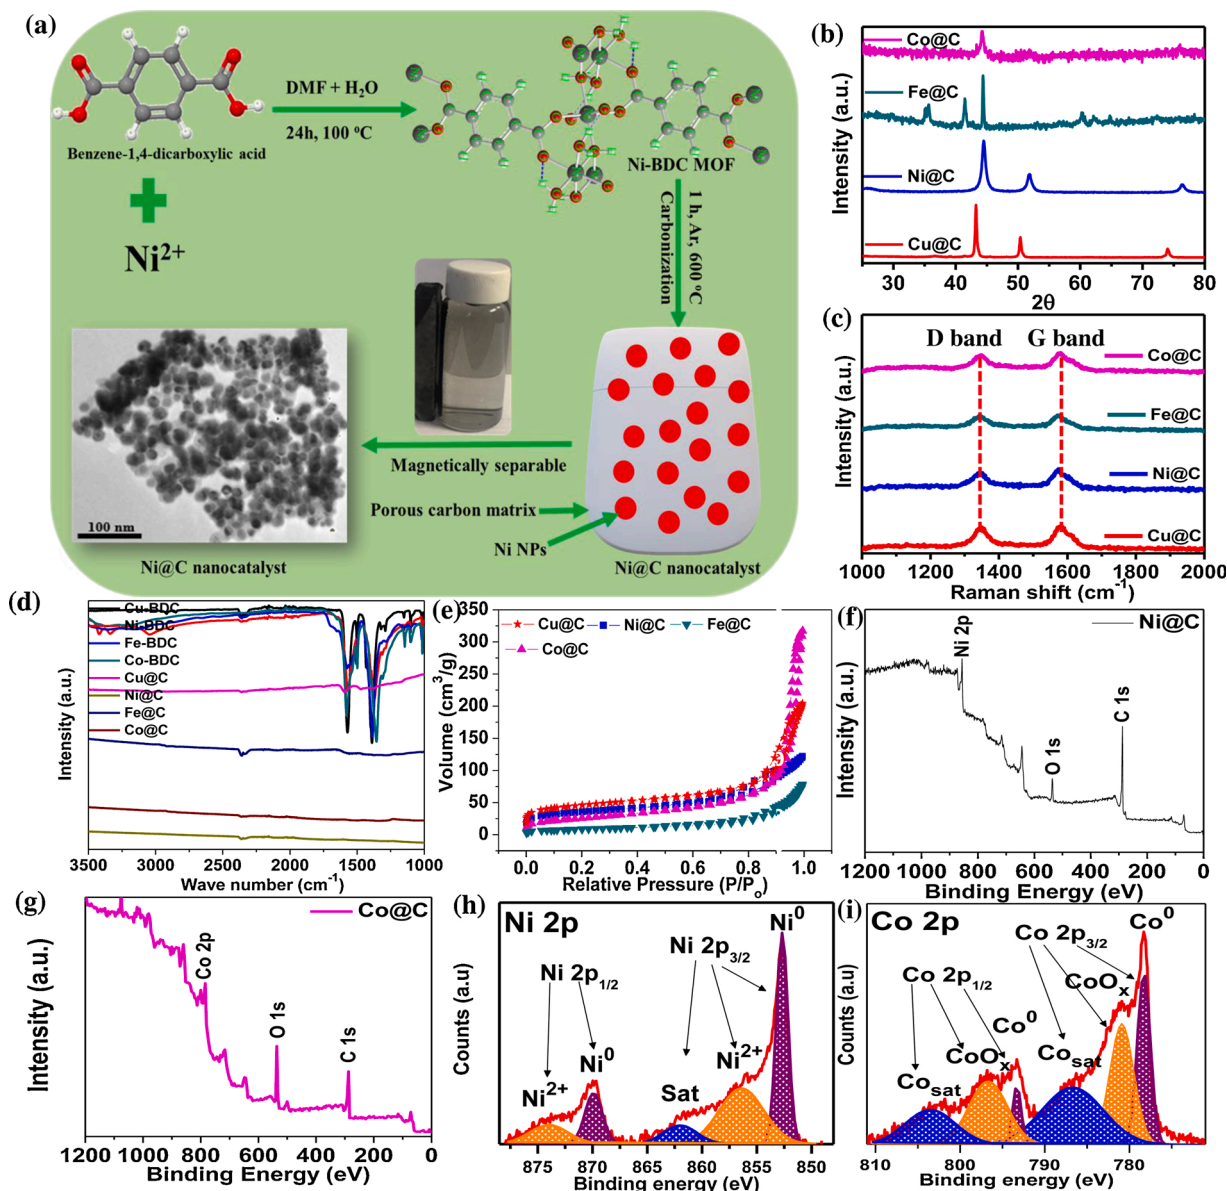 (a)
Benzene-1,4-dicarboxylic acid
DMF + H2O
24h, 100 ºC
Ni-BDC MOF
Ni2+
1 h, Ar, 600 ºC
Carbonization
Magnetically separable
Porous carbon matrix
Ni NPs
100 nm
Ni@C nanocatalyst
Ni@C nanocatalyst
(b)
Intensity (a.u.)
Co@C
Fe@C
Ni@C
Cu@C
30 40 50 60 70 80
2θ
(c)
D band G band
Intensity (a.u.)
Co@C
Fe@C
Ni@C
Cu@C
1000 1200 1400 1600 1800 2000
Raman shift (cm-1)
(d)
Intensity (a.u.)
Cu-BDC
Ni-BDC
Fe-BDC
Co-BDC
Cu@C
Ni@C
Fe@C
Co@C
3500 3000 2500 2000 1500 1000
Wave number (cm-1)
(e)
Volume (cm3/g)
350
300
250
200
150
100
50
0
Cu@C Ni@C Fe@C
Co@C
0.0 0.2 0.4 0.6 0.8 1.0
Relative Pressure (P/Po)
(f)
Intensity (a.u.)
Ni@C
Ni 2p
O 1s
C 1s
1200 1000 800 600 400 200 0
Binding Energy (eV)
(g)
Intensity (a.u.)
Co@C
Co 2p
O 1s
C 1s
1200 1000 800 600 400 200 0
Binding Energy (eV)
(h)
Ni 2p
Counts (a.u)
Ni0
Ni 2p3/2
Ni 2p1/2
Ni2+
Ni0
Sat
Ni2+
875 870 865 860 855 850
Binding energy (eV)
(i)
Co 2p
Counts (a.u)
Co0
Co 2p3/2
CoOx
Co 2p1/2
Co0
CoOx
Cosat
Cosat
810 800 790 780
Binding energy (eV)